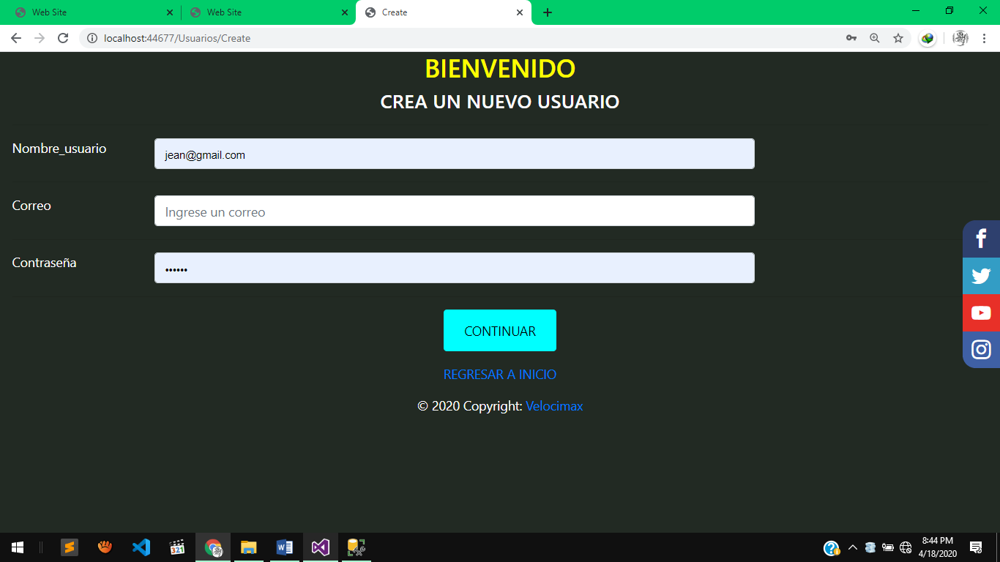 Web Site
Web Site
Create
localhost:44677/Usuarios/Create
BIENVENIDO
CREA UN NUEVO USUARIO
Nombre_usuario
jean@gmail.com
Correo
Ingrese un correo
Contraseña
••••••
CONTINUAR
REGRESAR A INICIO
© 2020 Copyright: Velocimax
321
8:44 PM
4/18/2020